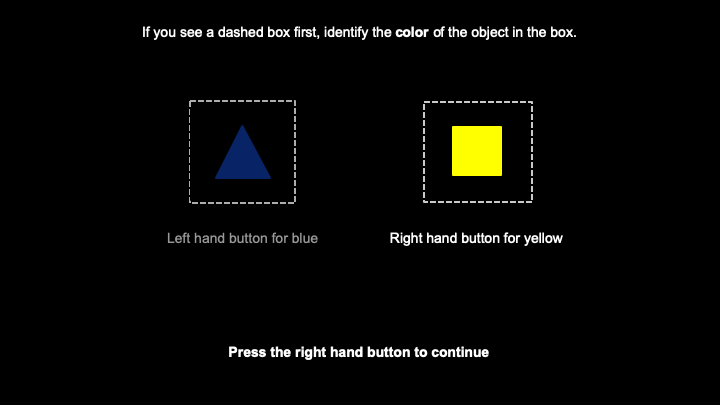 If you see a dashed box first, identify the color of the object in the box.
Left hand button for blue
Right hand button for yellow
Press the right hand button to continue